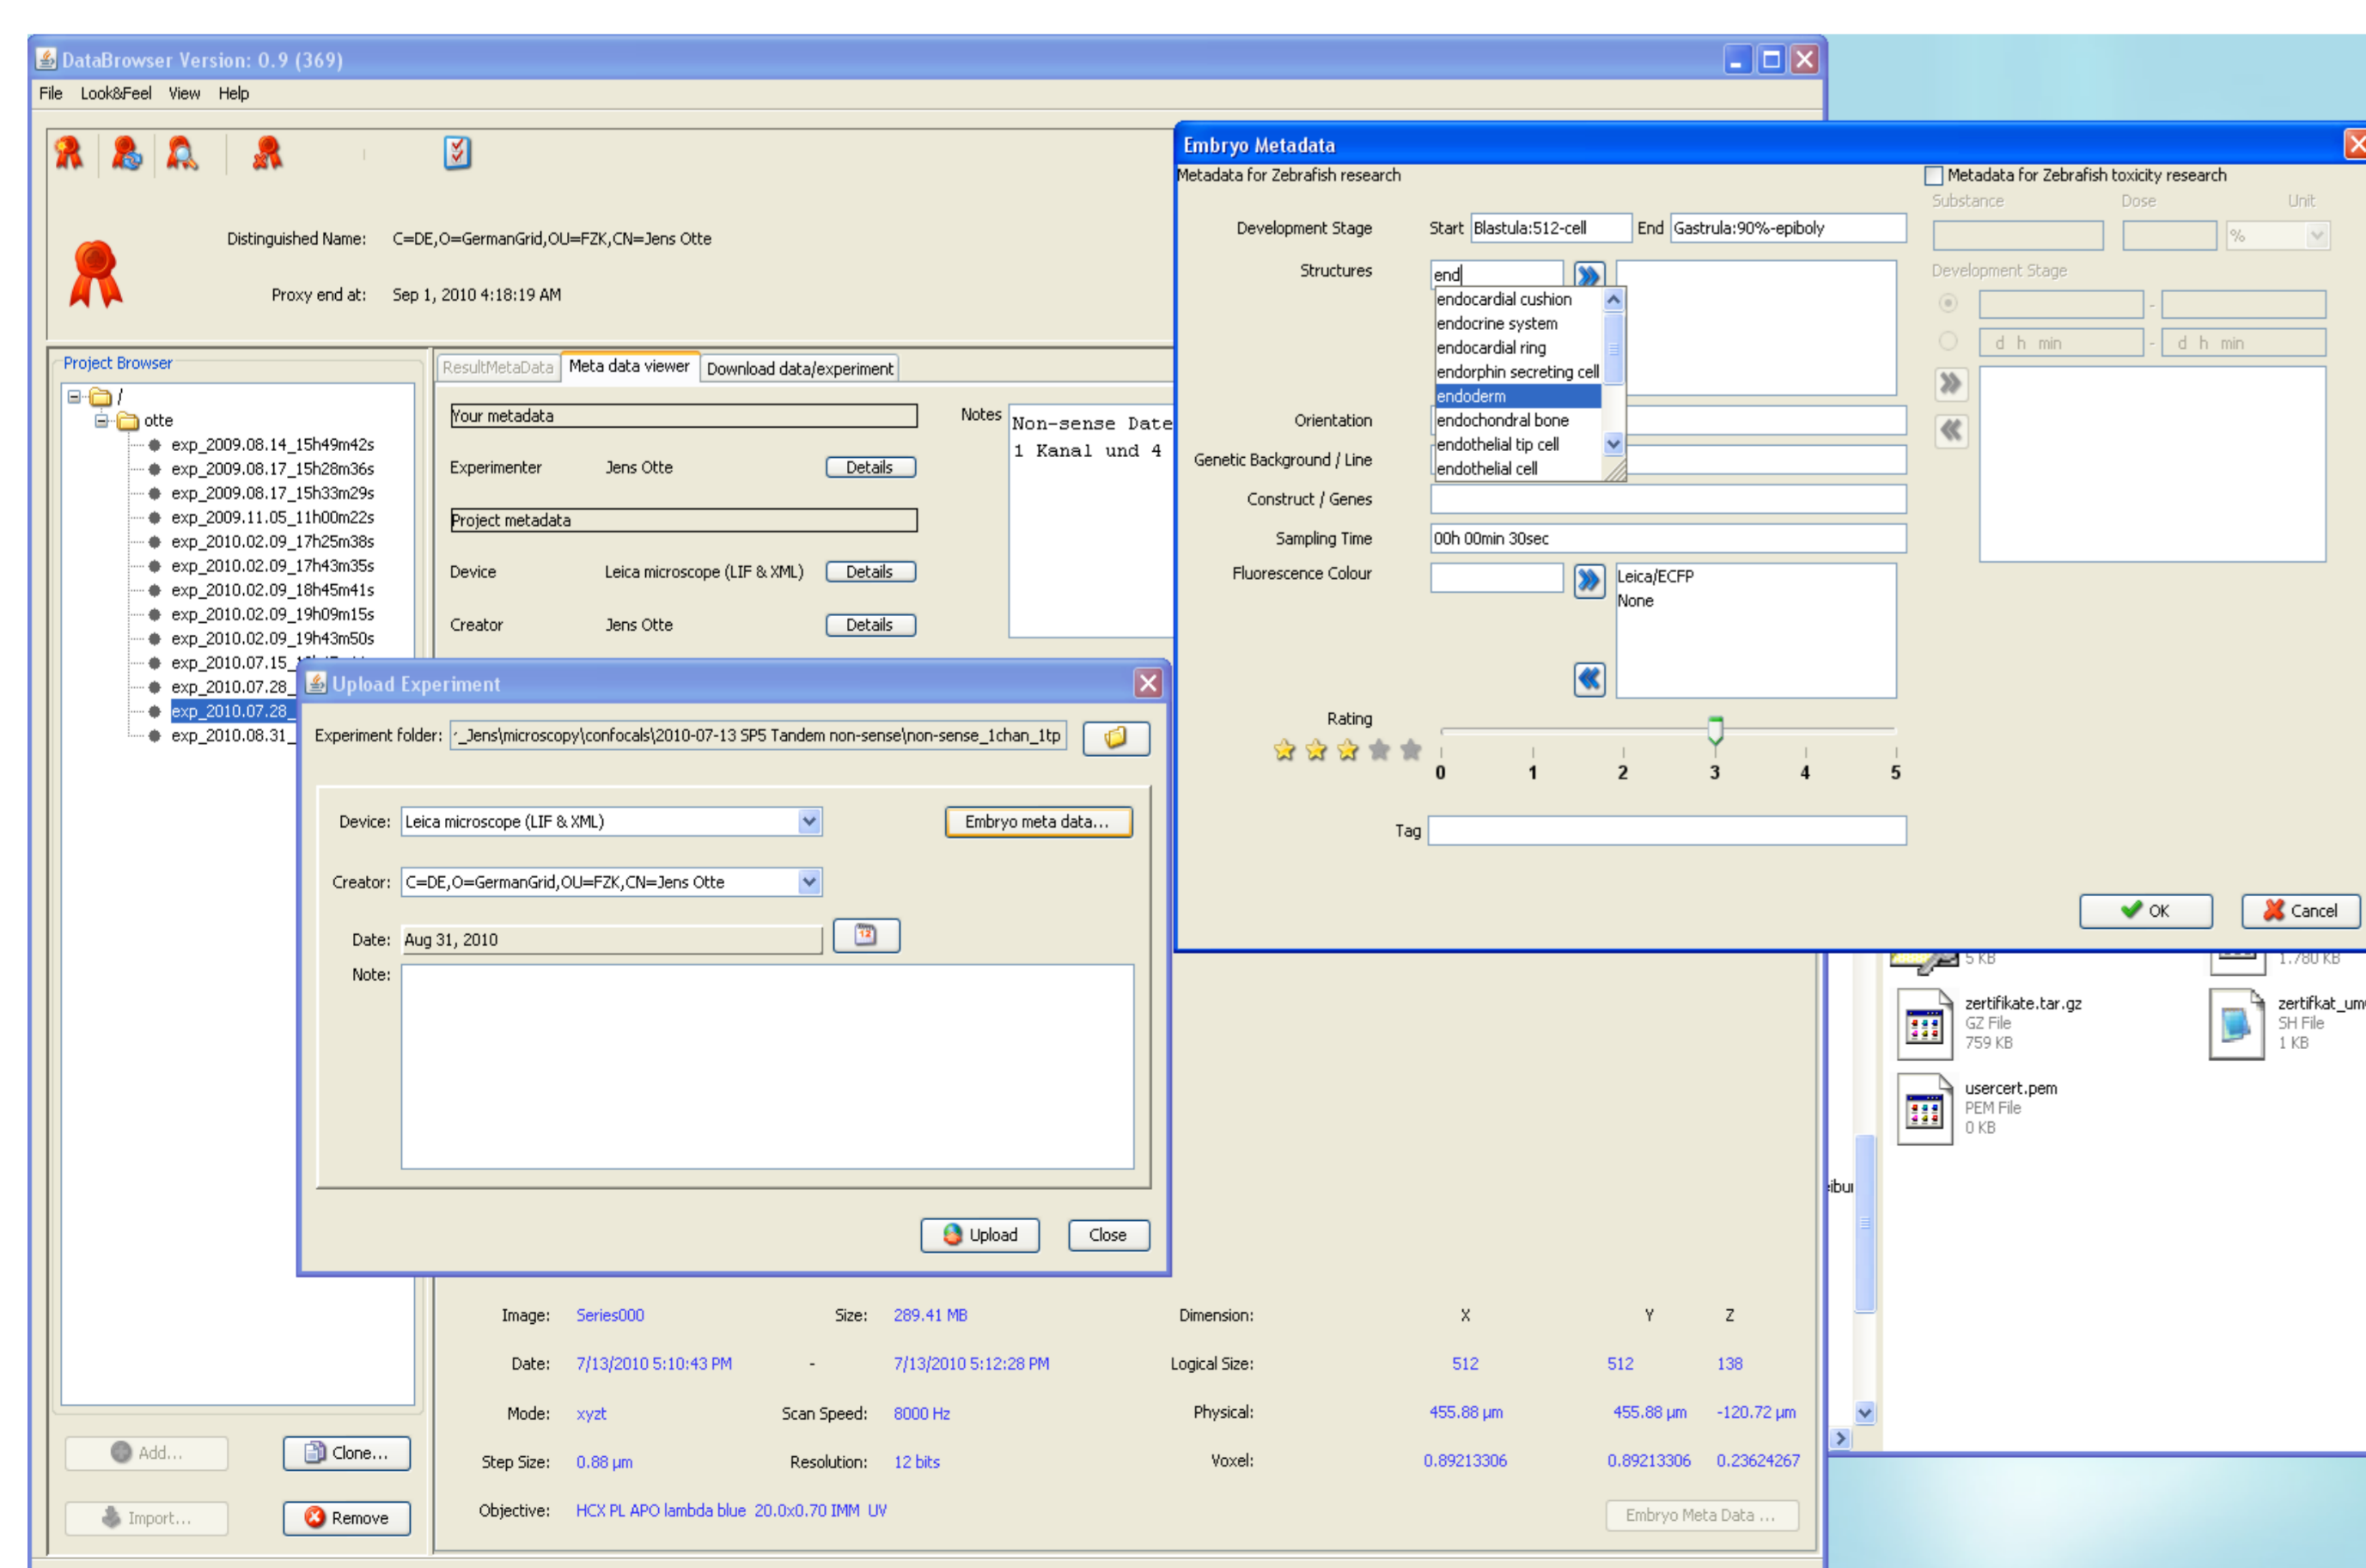 DataBrowser Version: 0.9 (369)
File Look&Feel View Help
Distinguished Name: C=DE,O=GermanGrid,OU=FZK,CN=Jens Otte
Proxy end at: Sep 1, 2010 4:18:19 AM
Project Browser
/
otte
exp_2009.08.14_15h49m42s
exp_2009.08.17_15h28m36s
exp_2009.08.17_15h33m29s
exp_2009.11.05_11h00m22s
exp_2010.02.09_17h25m38s
exp_2010.02.09_17h43m35s
exp_2010.02.09_18h45m41s
exp_2010.02.09_19h09m15s
exp_2010.02.09_19h43m50s
exp_2010.07.15_
exp_2010.07.28_
exp_2010.07.28_
exp_2010.08.31_
Add... Clone...
Import... Remove
ResultMetaData Meta data viewer Download data/experiment
Your metadata
Experimenter Jens Otte Details
Project metadata
Device Leica microscope (LIF & XML) Details
Creator Jens Otte Details
Notes
Non-sense Date
1 Kanal und 4
Upload Experiment
Experiment folder: _Jens\microscopy\confocals\2010-07-13 SP5 Tandem non-sense\non-sense_1chan_1tp
Device: Leica microscope (LIF & XML) Embryo meta data...
Creator: C=DE,O=GermanGrid,OU=FZK,CN=Jens Otte
Date: Aug 31, 2010 12
Note:
Upload Close
Embryo Metadata
Metadata for Zebrafish research
Development Stage Start Blastula:512-cell End Gastrula:90%-epiboly
Structures end
endocardial cushion
endocrine system
endocardial ring
endorphin secreting cell
endoderm
endochondral bone
endothelial tip cell
endothelial cell
Orientation
Genetic Background / Line
Construct / Genes
Sampling Time 00h 00min 30sec
Fluorescence Colour Leica/ECFP
None
Rating
0 1 2 3 4 5
Tag
Metadata for Zebrafish toxicity research
Substance Dose Unit
%
Development Stage
-
d h min - d h min
OK Cancel
5 KB 1.780 KB
zertifikate.tar.gz
GZ File
759 KB
zertifkat_um
SH File
1 KB
usercert.pem
PEM File
0 KB
eibui
Image: Series000 Size: 289.41 MB Dimension: X Y Z
Date: 7/13/2010 5:10:43 PM - 7/13/2010 5:12:28 PM Logical Size: 512 512 138
Mode: xyzt Scan Speed: 8000 Hz Physical: 455.88 µm 455.88 µm -120.72 µm
Step Size: 0.88 µm Resolution: 12 bits Voxel: 0.89213306 0.89213306 0.23624267
Objective: HCX PL APO lambda blue 20.0x0.70 IMM UV Embryo Meta Data ...